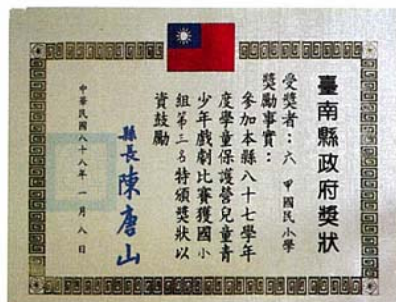 臺南縣政府獎狀
受獎者：六甲國民小學
獎勵事實：
參加本縣八十七學年
度學童保護營兒童青
少年戲劇比賽獲國小
組第三名特頒獎狀以
資鼓勵
縣長陳唐山
中華民國八十八年一月八日